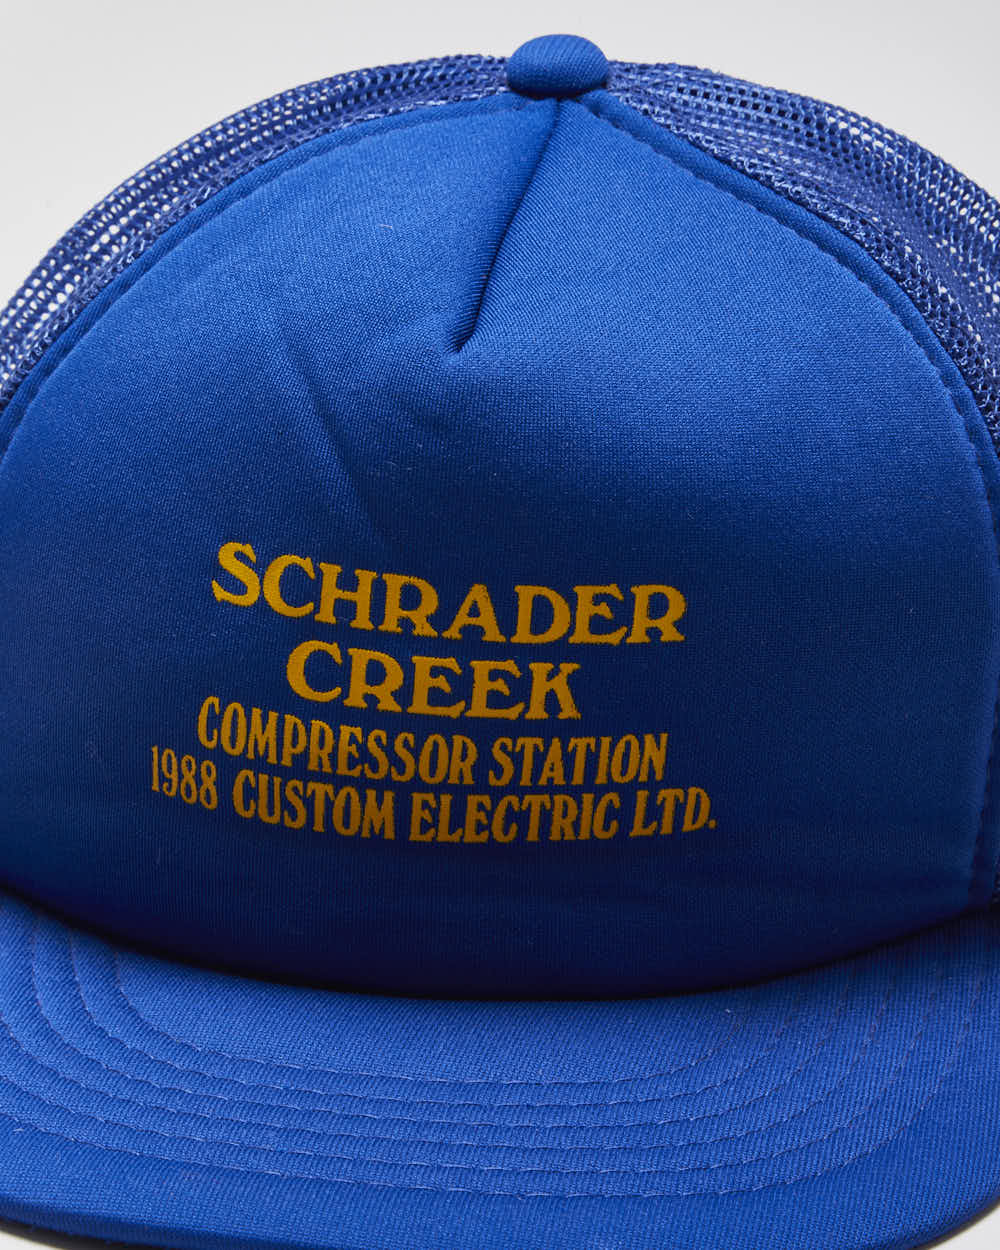 SCHRADER
CREEK
COMPRESSOR STATION
1988 CUSTOM ELECTRIC LTD.